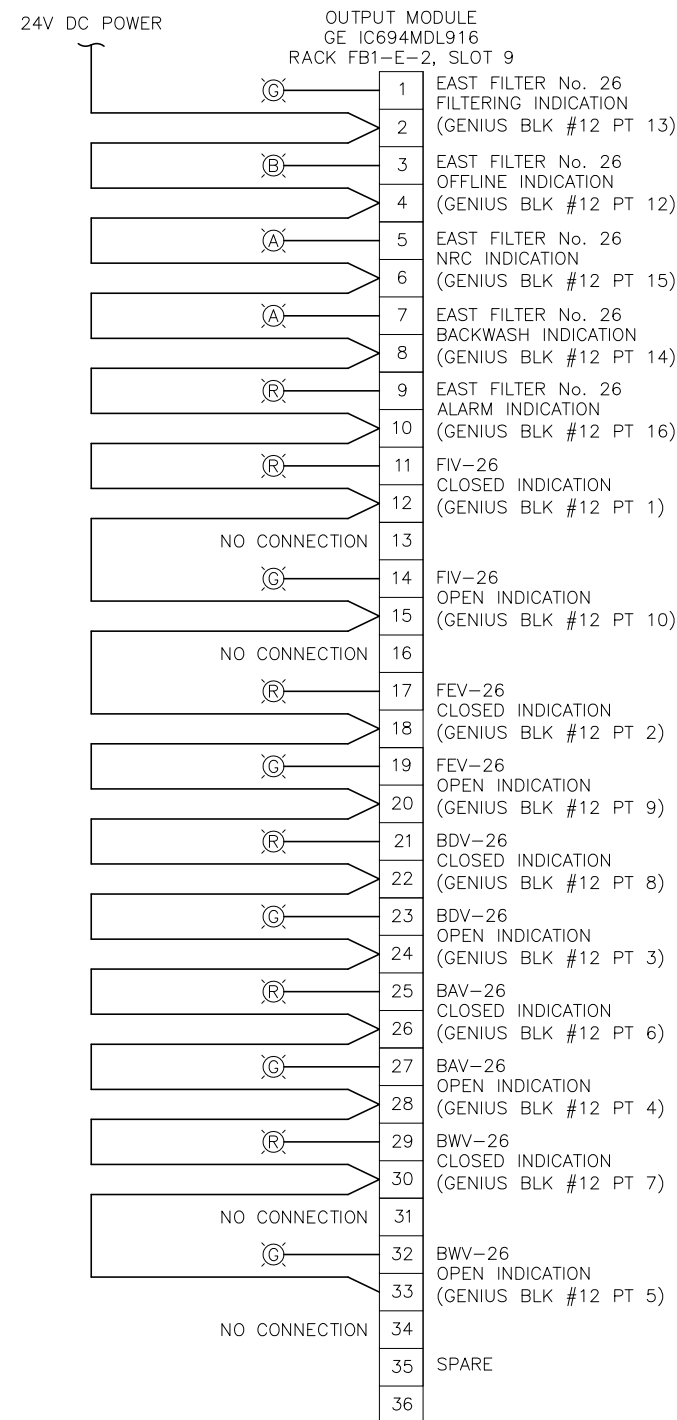 24V DC POWER
OUTPUT MODULE
GE IC694MDL916
RACK FB1-E-2, SLOT 9
G
1
EAST FILTER No. 26
FILTERING INDICATION
2
(GENIUS BLK #12 PT 13)
B
3
EAST FILTER No. 26
OFFLINE INDICATION
4
(GENIUS BLK #12 PT 12)
A
5
EAST FILTER No. 26
NRC INDICATION
6
(GENIUS BLK #12 PT 15)
A
7
EAST FILTER No. 26
BACKWASH INDICATION
8
(GENIUS BLK #12 PT 14)
R
9
EAST FILTER No. 26
ALARM INDICATION
10
(GENIUS BLK #12 PT 16)
R
11
FIV-26
CLOSED INDICATION
12
(GENIUS BLK #12 PT 1)
NO CONNECTION
13
G
14
FIV-26
OPEN INDICATION
15
(GENIUS BLK #12 PT 10)
NO CONNECTION
16
R
17
FEV-26
CLOSED INDICATION
18
(GENIUS BLK #12 PT 2)
G
19
FEV-26
OPEN INDICATION
20
(GENIUS BLK #12 PT 9)
R
21
BDV-26
CLOSED INDICATION
22
(GENIUS BLK #12 PT 8)
G
23
BDV-26
OPEN INDICATION
24
(GENIUS BLK #12 PT 3)
R
25
BAV-26
CLOSED INDICATION
26
(GENIUS BLK #12 PT 6)
G
27
BAV-26
OPEN INDICATION
28
(GENIUS BLK #12 PT 4)
R
29
BWV-26
CLOSED INDICATION
30
(GENIUS BLK #12 PT 7)
NO CONNECTION
31
G
32
BWV-26
OPEN INDICATION
33
(GENIUS BLK #12 PT 5)
NO CONNECTION
34
35
SPARE
36